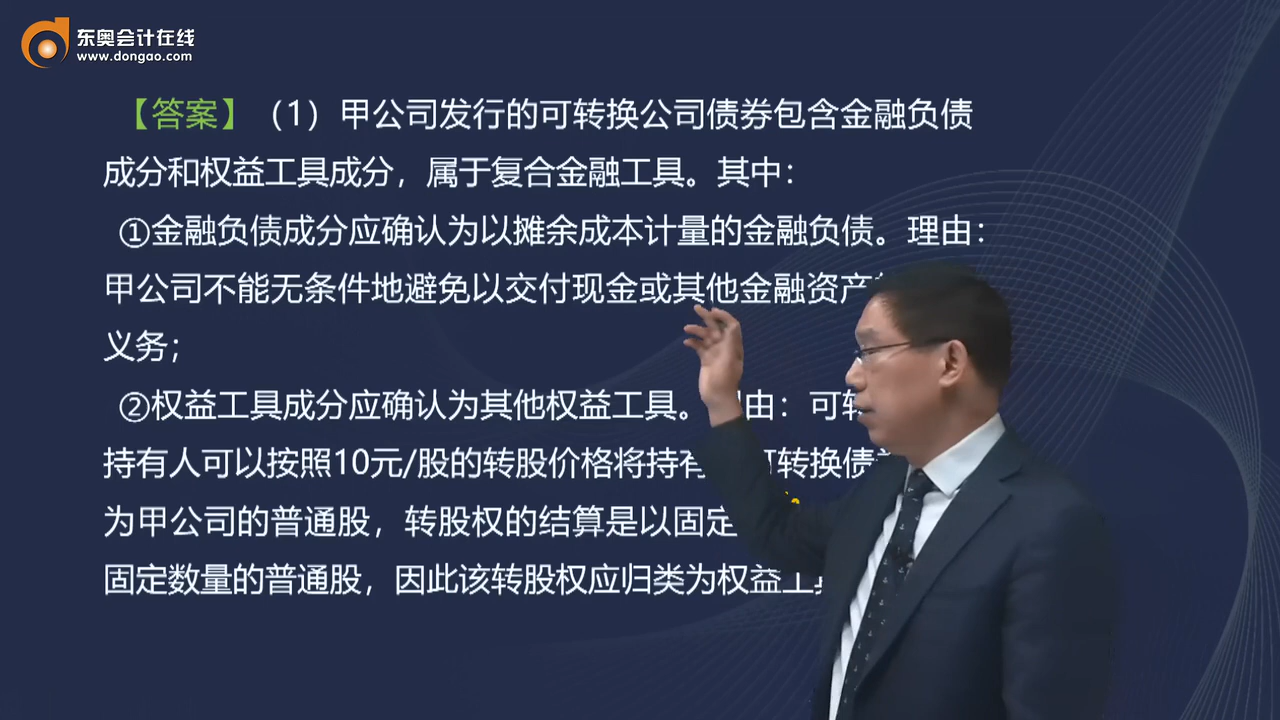 东奥会计在线
www.dongao.com
【答案】（1）甲公司发行的可转换公司债券包含金融负债
成分和权益工具成分，属于复合金融工具。其中：
①金融负债成分应确认为以摊余成本计量的金融负债。理由：
甲公司不能无条件地避免以交付现金或其他金融资产
义务；
②权益工具成分应确认为其他权益工具。由：可转
持有人可以按照10元/股的转股价格将持有可转换债
为甲公司的普通股，转股权的结算是以固定
固定数量的普通股，因此该转股权应归类为权益工